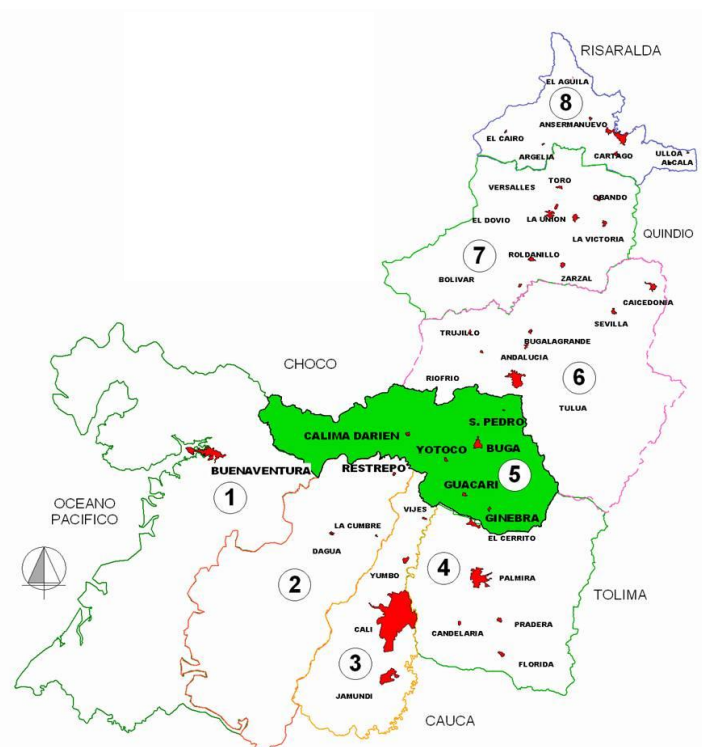 RISARALDA
EL AGÜILA
8
ANSERMANUEVO
EL CAIRO
ARGELIA
CARTAGO
ULLOA
ALCALA
VERSALLES
TORO
OBANDO
EL DOVIO
LA UNION
LA VICTORIA
QUINDIO
7
ROLDANILLO
BOLIVAR
ZARZAL
CAICEDONIA
SEVILLA
TRUJILLO
BUGALAGRANDE
ANDALUCIA
CHOCO
RIOFRIO
6
TULUA
S. PEDRO
CALIMA DARIEN
YOTOCO
BUGA
BUENAVENTURA
RESTREPO
5
1
GUACARI
OCEANO
PACIFICO
VIJES
GINEBRA
LA CUMBRE
EL CERRITO
DAGUA
4
YUMBO
2
PALMIRA
TOLIMA
CALI
CANDELARIA
PRADERA
3
FLORIDA
JAMUNDI
CAUCA